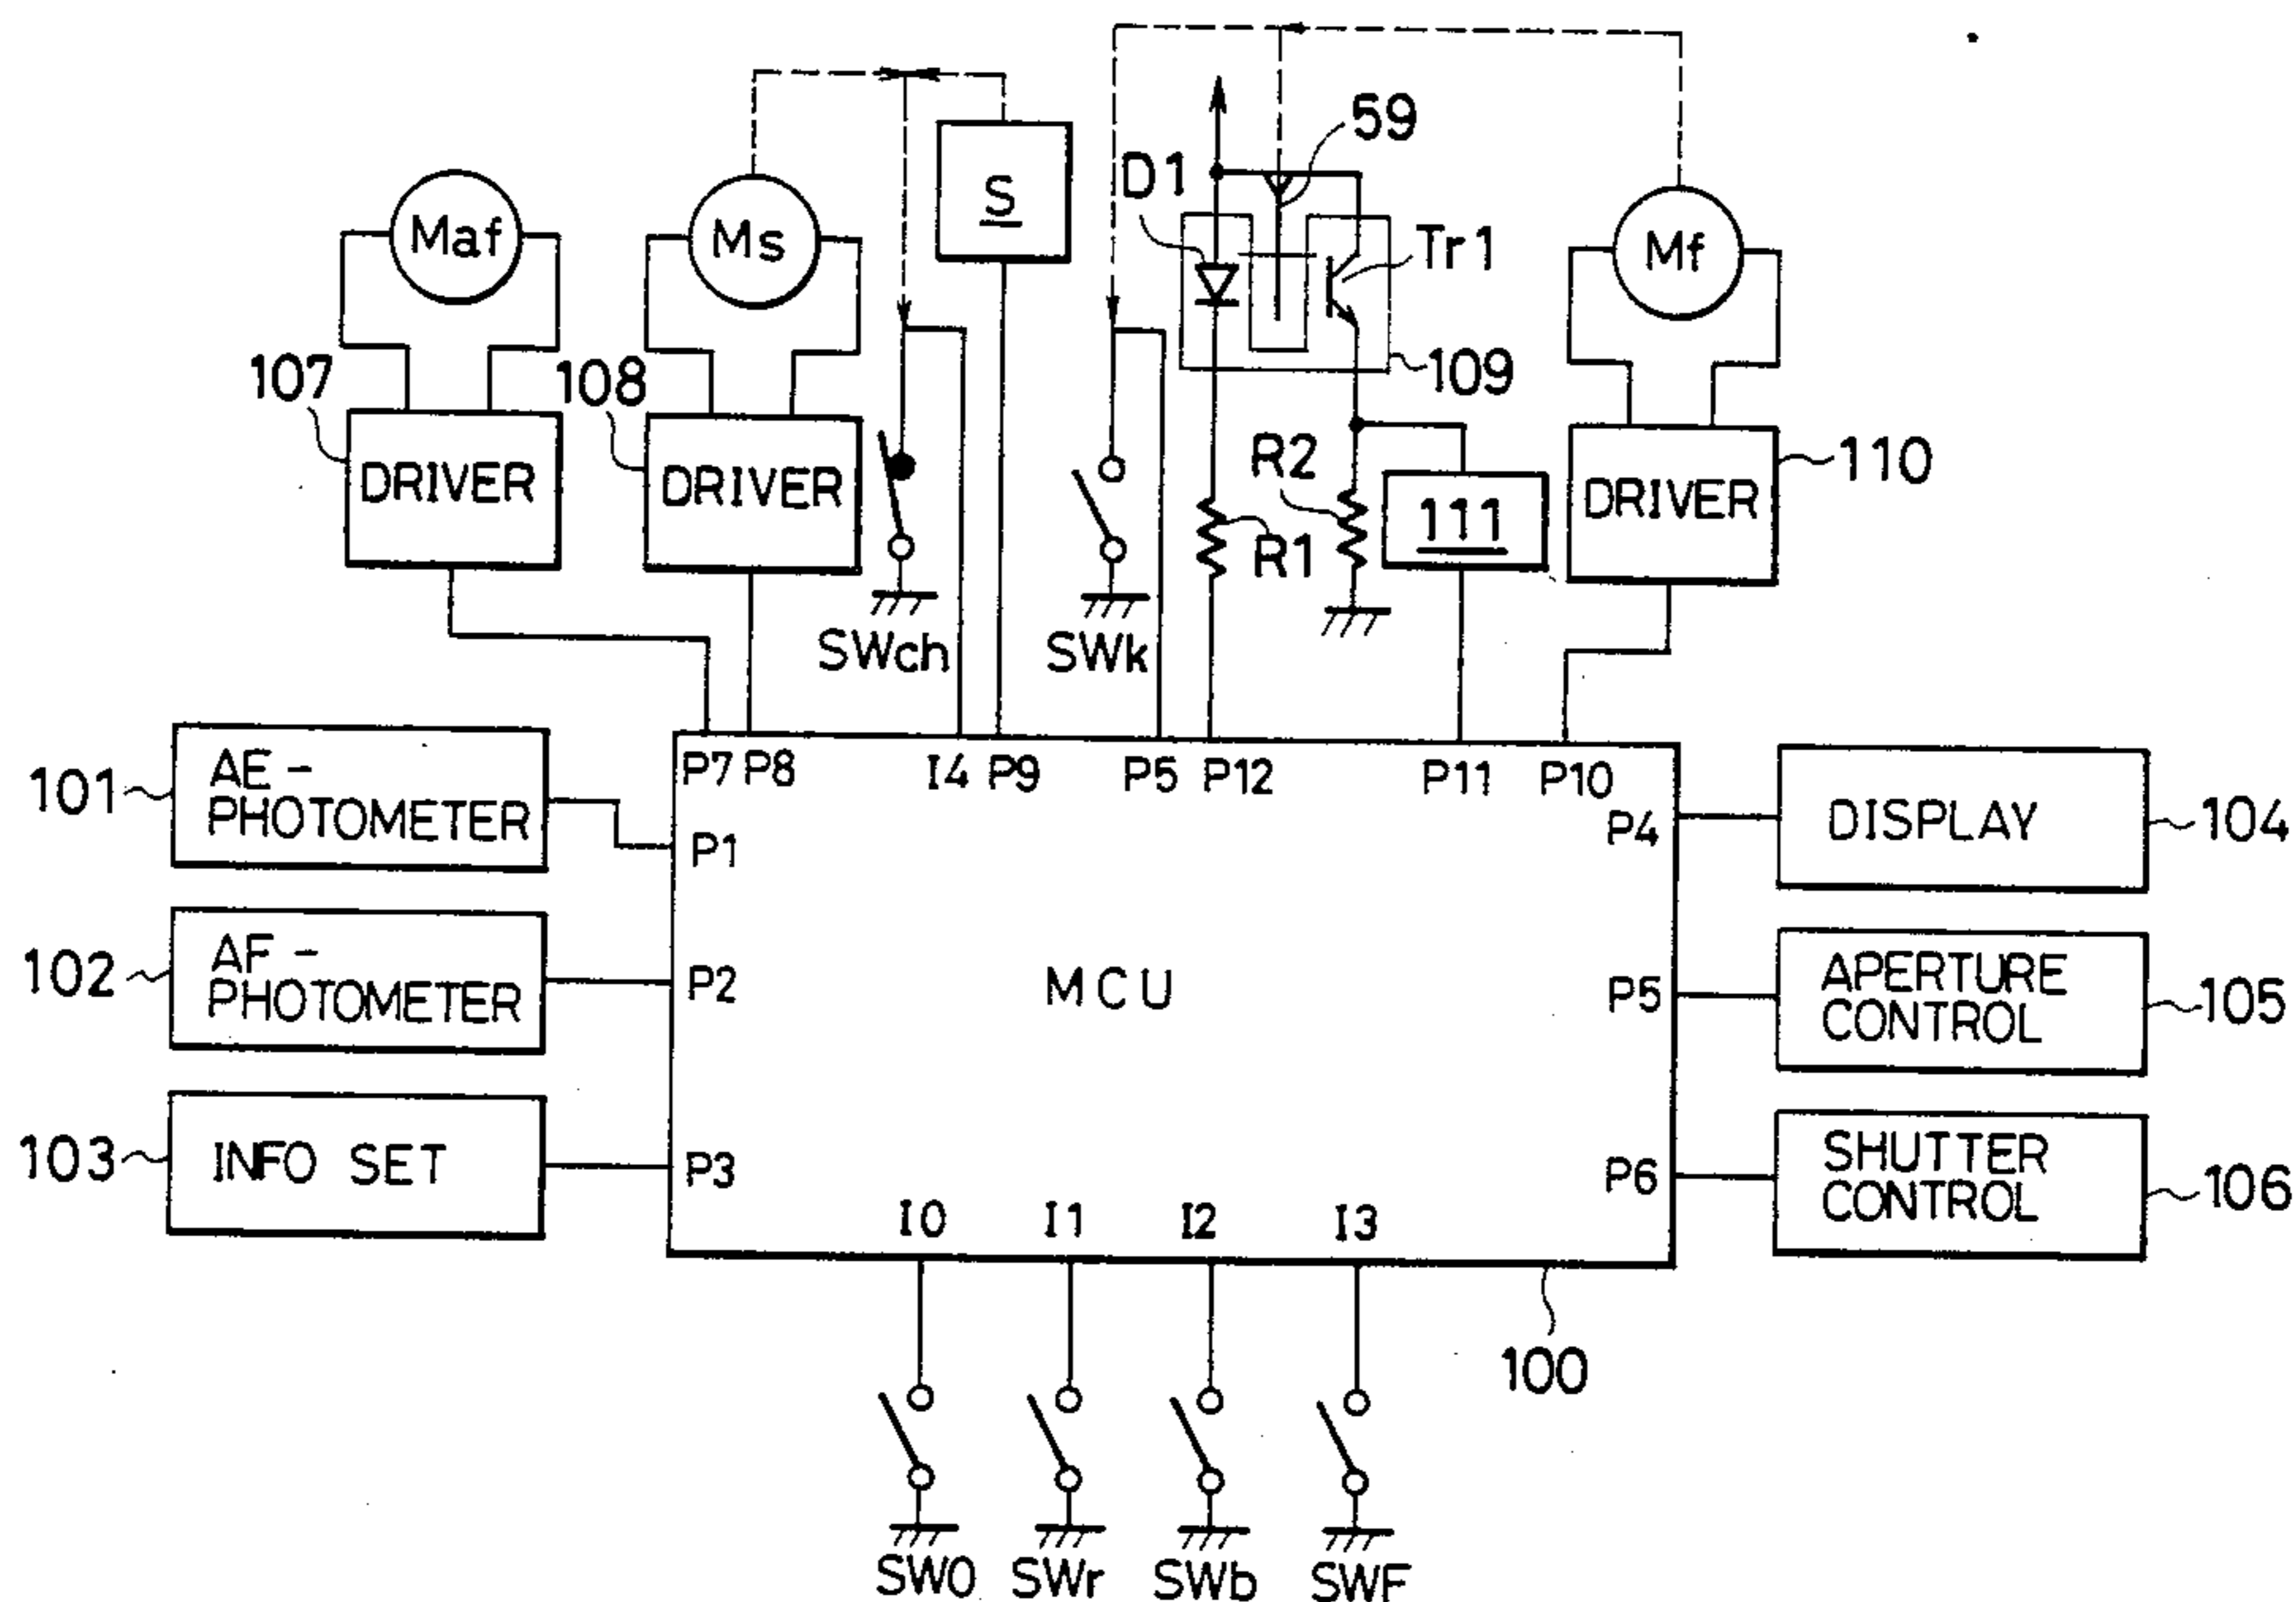 59
D1
S
Maf
Ms
Tr1
Mf
107
108
109
DRIVER
DRIVER
R2
111
DRIVER
110
R1
SWch
SWk
P7 P8
I4 P9
P5 P12
P11
P10
101
AE-
PHOTOMETER
P1
P4
DISPLAY
104
102
AF-
PHOTOMETER
P2
MCU
P5
APERTURE
CONTROL
105
103
INFO SET
P3
P6
SHUTTER
CONTROL
106
I0
I1
I2
I3
100
SW0
SWr
SWb
SWF